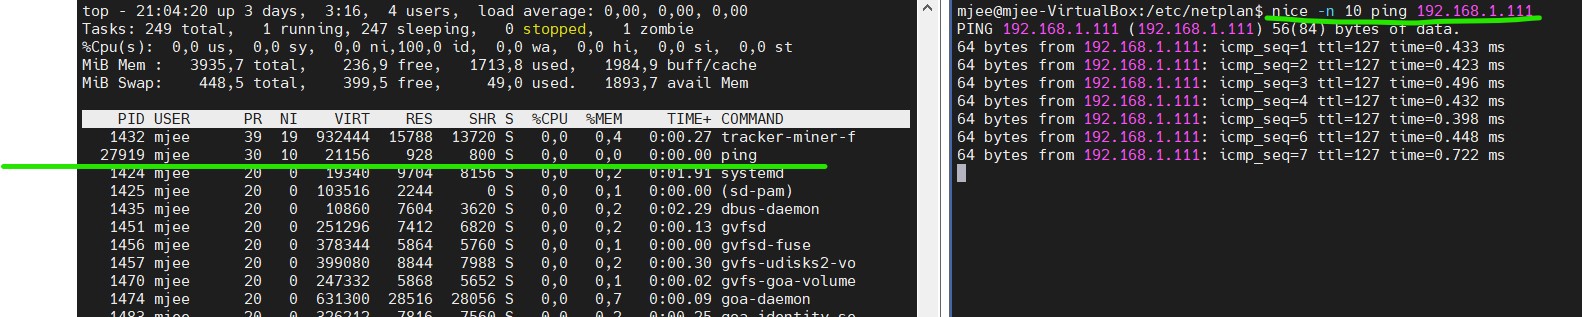 top - 21:04:20 up 3 days,  3:16,  4 users,  load average: 0,00, 0,00, 0,00
Tasks: 249 total,   1 running, 247 sleeping,   0 stopped,   1 zombie
%Cpu(s):  0,0 us,  0,0 sy,  0,0 ni,100,0 id,  0,0 wa,  0,0 hi,  0,0 si,  0,0 st
MiB Mem :   3935,7 total,    236,9 free,   1713,8 used,   1984,9 buff/cache
MiB Swap:    448,5 total,    399,5 free,     49,0 used.   1893,7 avail Mem
PID USER      PR  NI    VIRT    RES    SHR S  %CPU  %MEM     TIME+ COMMAND
1432 mjee      39  19  932444  15788  13720 S   0,0   0,4   0:00.27 tracker-miner-f
27919 mjee      30  10   21156    928    800 S   0,0   0,0   0:00.00 ping
1424 mjee      20   0   19340   9704   8156 S   0,0   0,2   0:01.91 systemd
1425 mjee      20   0  103516   2244      0 S   0,0   0,1   0:00.00 (sd-pam)
1435 mjee      20   0   10860   7604   3620 S   0,0   0,2   0:02.29 dbus-daemon
1451 mjee      20   0  251296   7412   6820 S   0,0   0,2   0:00.13 gvfsd
1456 mjee      20   0  378344   5864   5760 S   0,0   0,1   0:00.00 gvfsd-fuse
1457 mjee      20   0  399080   8844   7988 S   0,0   0,2   0:00.30 gvfs-udisks2-vo
1470 mjee      20   0  247332   5868   5652 S   0,0   0,1   0:00.02 gvfs-goa-volume
1474 mjee      20   0  631300  28516  28056 S   0,0   0,7   0:00.09 goa-daemon
1483 mjee      20   0  326212   7816   7560 S   0,0   0,2   0:00.25 goa-identity-se
mjee@mjee-VirtualBox:/etc/netplan$ nice -n 10 ping 192.168.1.111
PING 192.168.1.111 (192.168.1.111) 56(84) bytes of data.
64 bytes from 192.168.1.111: icmp_seq=1 ttl=127 time=0.433 ms
64 bytes from 192.168.1.111: icmp_seq=2 ttl=127 time=0.423 ms
64 bytes from 192.168.1.111: icmp_seq=3 ttl=127 time=0.496 ms
64 bytes from 192.168.1.111: icmp_seq=4 ttl=127 time=0.432 ms
64 bytes from 192.168.1.111: icmp_seq=5 ttl=127 time=0.398 ms
64 bytes from 192.168.1.111: icmp_seq=6 ttl=127 time=0.448 ms
64 bytes from 192.168.1.111: icmp_seq=7 ttl=127 time=0.722 ms